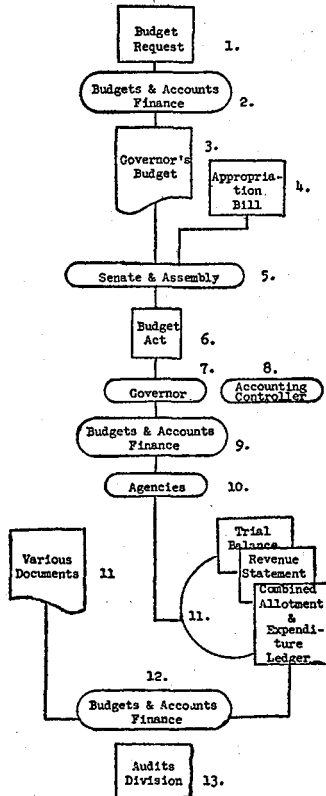 Budget
Request
1.
Budgets & Accounts
Finance
2.
3.
Governor's
Budget
Appropria-
tion
Bill
4.
Senate & Assembly
5.
Budget
Act
6.
7.
8.
Governor
Accounting
Controller
Budgets & Accounts
Finance
9.
Agencies
10.
Various
Documents
11
11.
Trial
Balance
Revenue
Statement
Combined
Allotment
&
Expendi-
ture
Ledger
12.
Budgets & Accounts
Finance
Audits
Division
13.